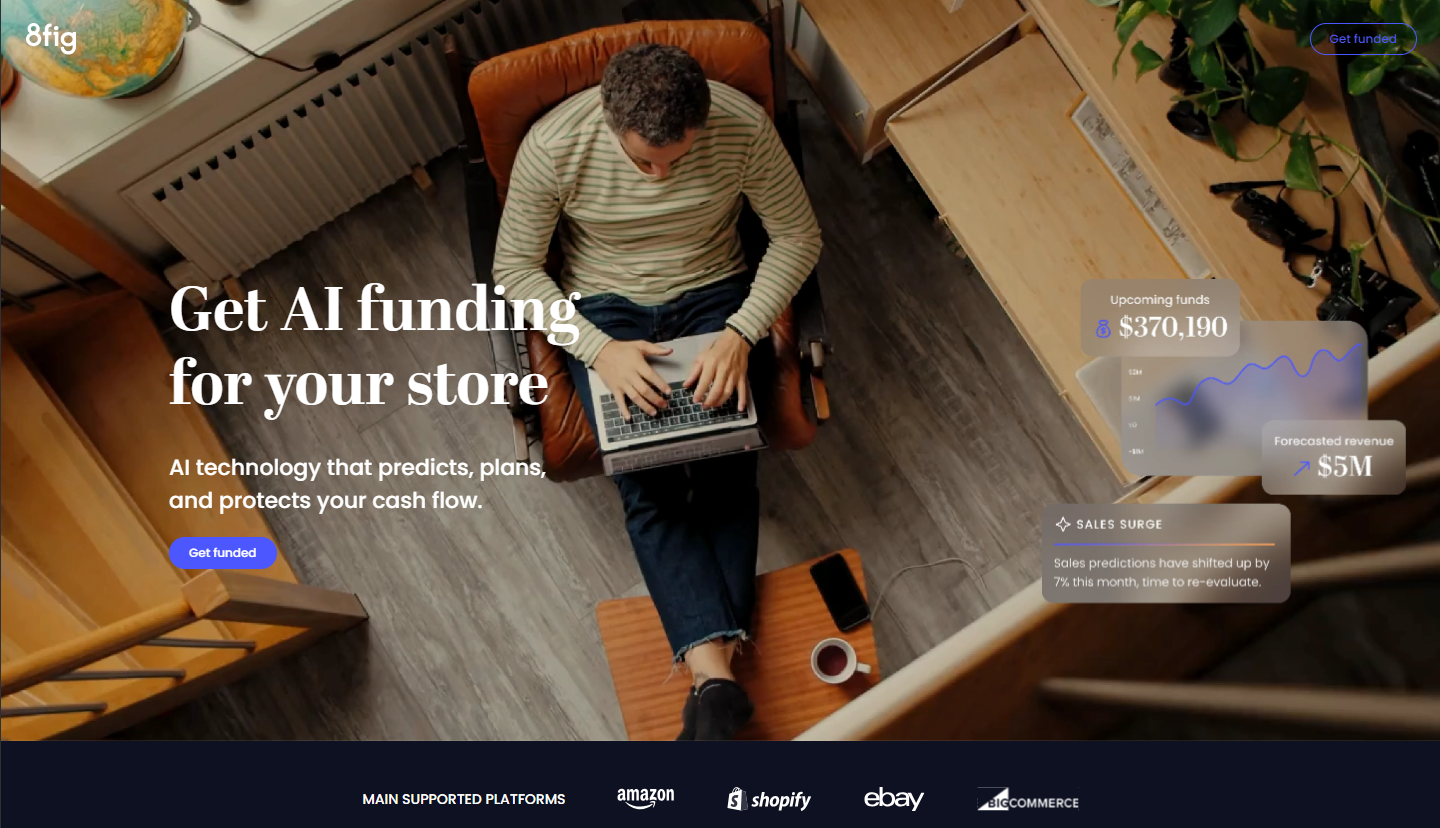 8fig
Get funded
Get AI funding
for your store
AI technology that predicts, plans,
and protects your cash flow.
Get funded
Upcoming funds
$370,190
Forecasted revenue
$5M
SALES SURGE
Sales predictions have shifted up by
7% this month, time to re-evaluate.
MAIN SUPPORTED PLATFORMS
amazon
shopify
ebay
BIGCOMMERCE